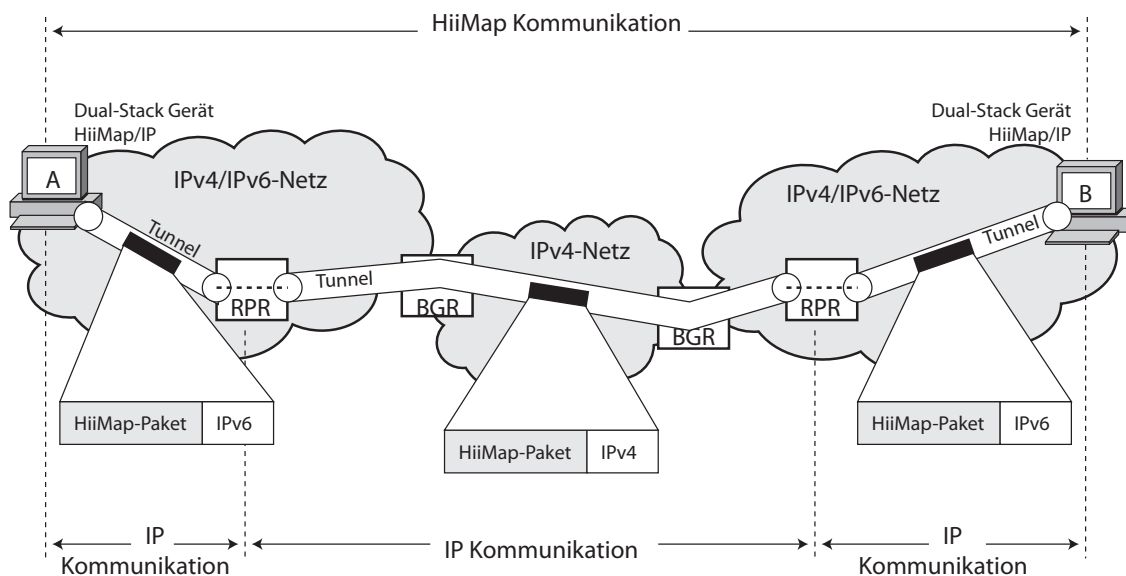 HiiMap Kommunikation
Dual-Stack Gerät
HiiMap/IP
Dual-Stack Gerät
HiiMap/IP
A
IPv4/IPv6-Netz
IPv4/IPv6-Netz
B
Tunnel
IPv4-Netz
Tunnel
Tunnel
RPR
BGR
BGR
RPR
HiiMap-Paket
IPv6
HiiMap-Paket
IPv4
HiiMap-Paket
IPv6
IP
Kommunikation
IP Kommunikation
IP
Kommunikation